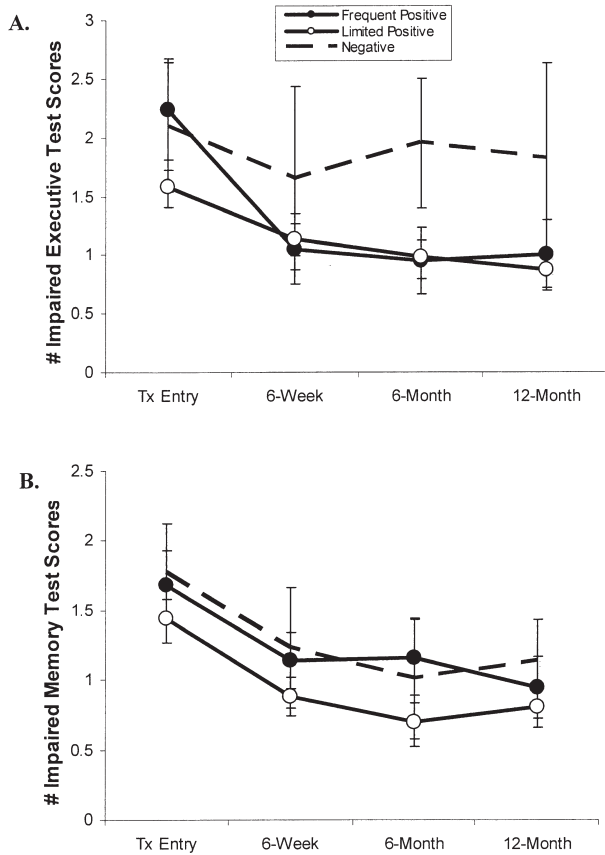 A.
Frequent Positive
Limited Positive
Negative
# Impaired Executive Test Scores
3
2.5
2
1.5
1
0.5
0
Tx Entry
6-Week
6-Month
12-Month
B.
# Impaired Memory Test Scores
2.5
2
1.5
1
0.5
0
Tx Entry
6-Week
6-Month
12-Month